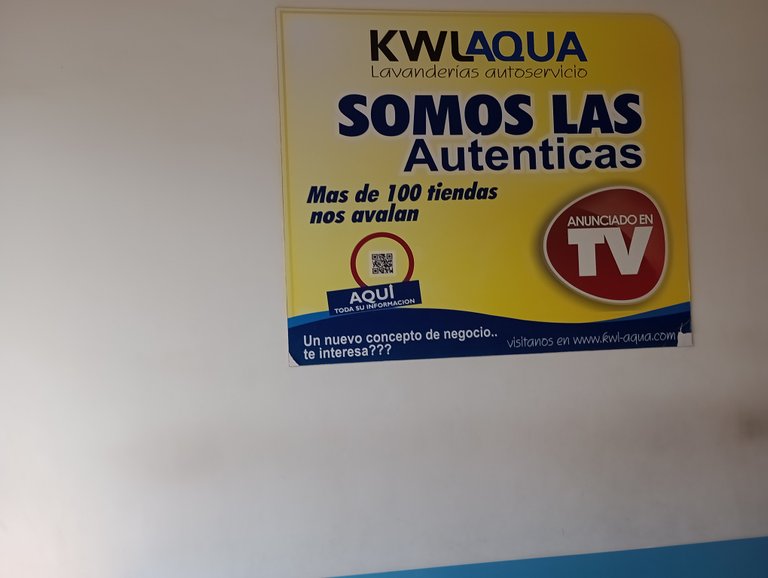 KWLAQUA
Lavanderías autoservicio
SOMOS LAS
Autenticas
Mas de 100 tiendas
nos avalan
ANUNCIADO EN
TV
AQUÍ
TODA SU INFORMACION
Un nuevo concepto de negocio..
te interesa???
visitanos en www.kwl-aqua.com